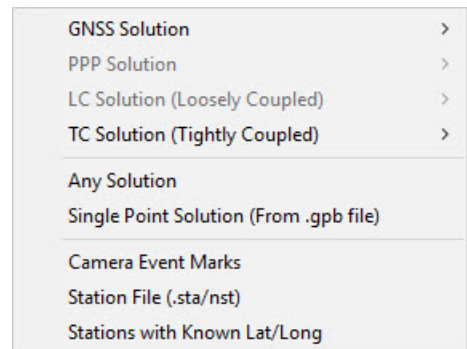 GNSS Solution
PPP Solution
LC Solution (Loosely Coupled)
TC Solution (Tightly Coupled)
Any Solution
Single Point Solution (From .gpb file)
Camera Event Marks
Station File (.sta/nst)
Stations with Known Lat/Long